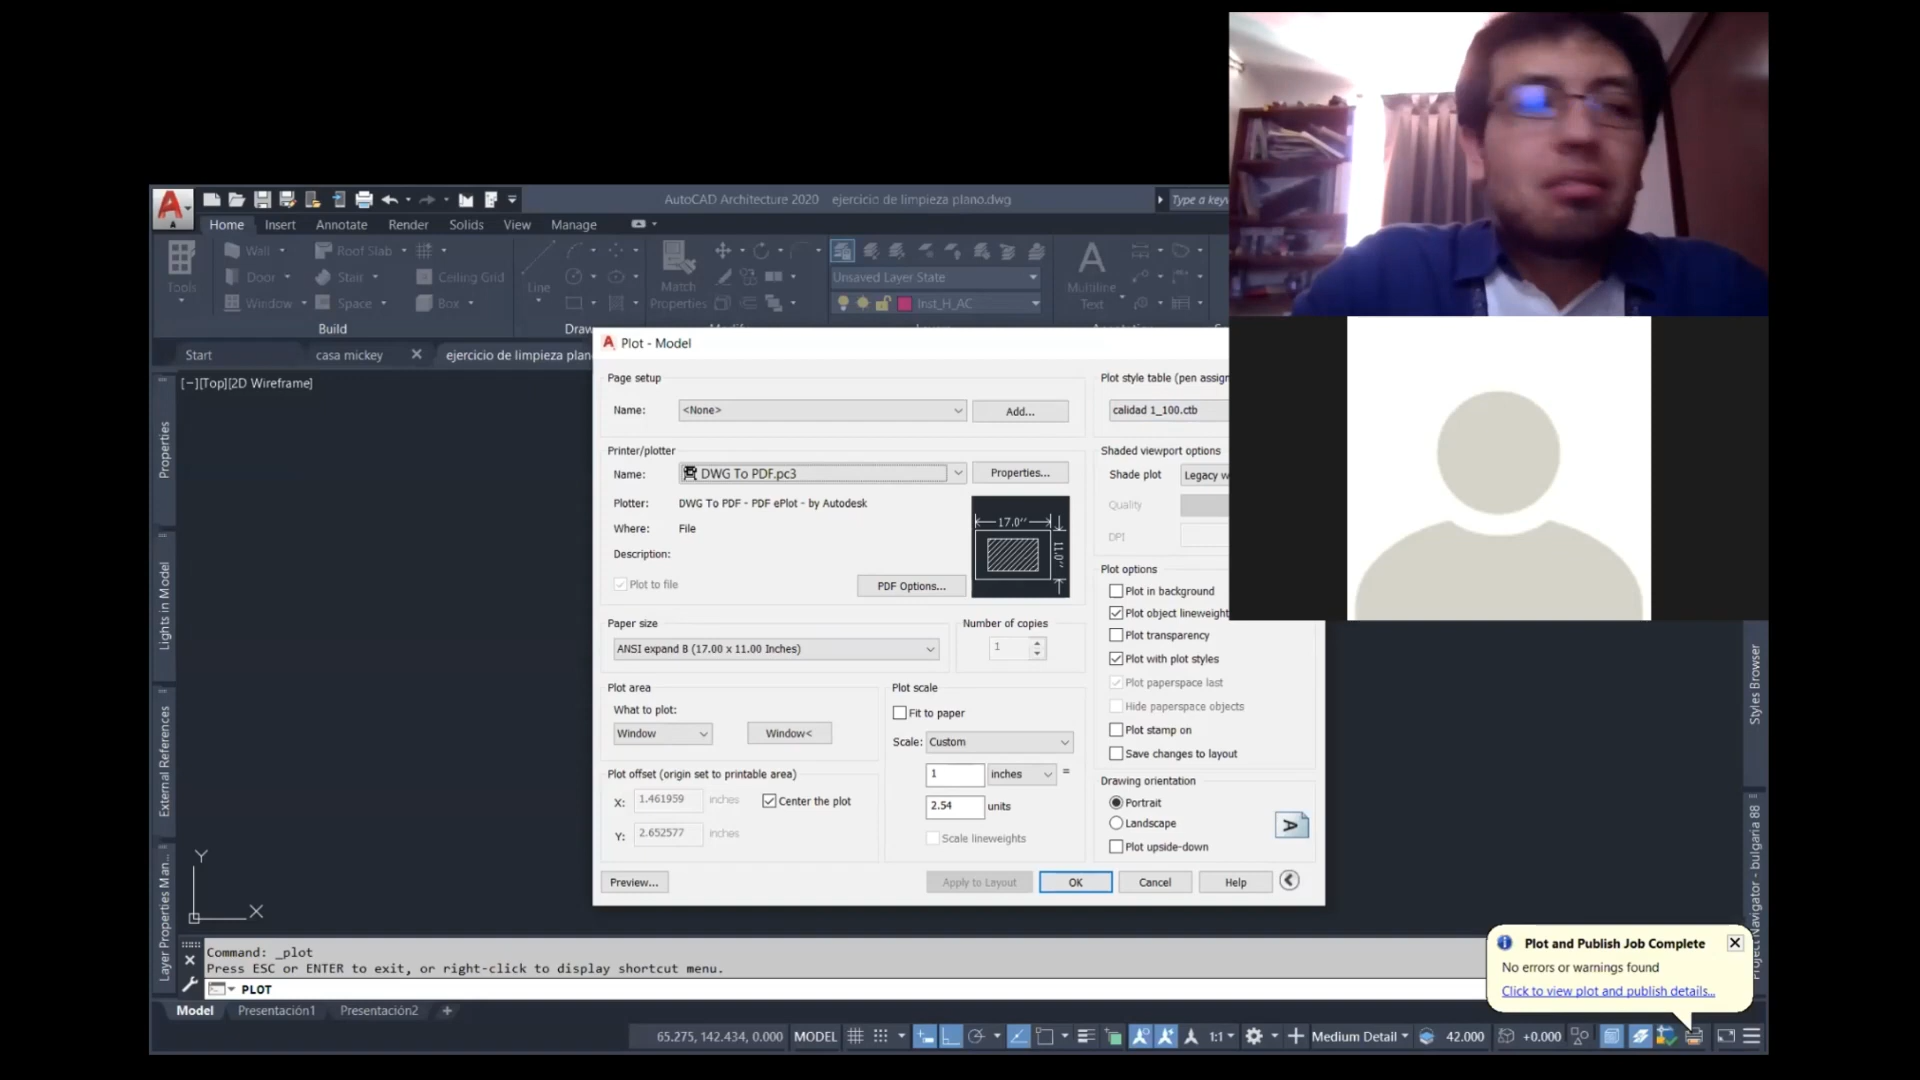 AutoCAD Architecture 2020 ejercicio de limpieza plano.dwg
Type a keyw
Home Insert Annotate Render Solids View Manage
Tools
Wall
Roof Slab
Door
Stair
Ceiling Grid
Window
Space
Box
Build
Line
Draw
Match
Properties
Unsaved Layer State
Inst_H_AC
Multiline
Text
Start
casa mickey
ejercicio de limpieza plan
[−][Top][2D Wireframe]
Properties
Lights in Model
External References
Layer Properties Man...
Plot - Model
Page setup
Name: <None>
Add...
Printer/plotter
Name: DWG To PDF.pc3
Properties...
Plotter: DWG To PDF - PDF ePlot - by Autodesk
Where: File
Description:
Plot to file
PDF Options...
17.0''
11.0''
Paper size
ANSI expand B (17.00 x 11.00 Inches)
Number of copies
1
Plot area
What to plot:
Window
Window<
Plot offset (origin set to printable area)
X: 1.461959 inches
Center the plot
Y: 2.652577 inches
Plot scale
Fit to paper
Scale: Custom
1 inches =
2.54 units
Scale lineweights
Plot style table (pen assign
calidad 1_100.ctb
Shaded viewport options
Shade plot Legacy w
Quality
DPI
Plot options
Plot in background
Plot object lineweight
Plot transparency
Plot with plot styles
Plot paperspace last
Hide paperspace objects
Plot stamp on
Save changes to layout
Drawing orientation
Portrait
Landscape
Plot upside-down
A
Preview...
Apply to Layout
OK
Cancel
Help
Styles Browser
Project Navigator - bulgaria 88
Y
X
Command: _plot
Press ESC or ENTER to exit, or right-click to display shortcut menu.
PLOT
Plot and Publish Job Complete
No errors or warnings found
Click to view plot and publish details...
Model Presentación1 Presentación2 +
65.275, 142.434, 0.000 MODEL 1:1 Medium Detail 42.000 +0.000